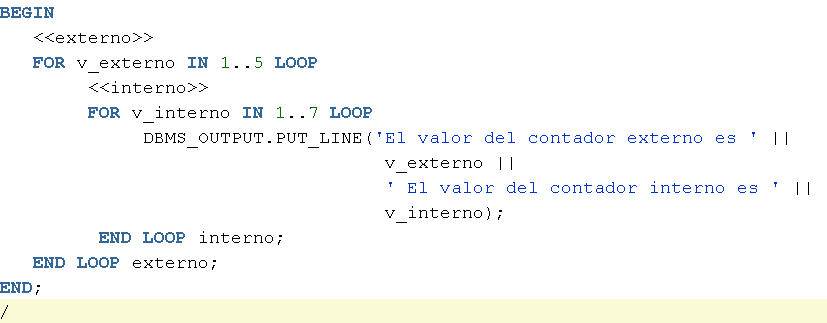 BEGIN
<<externo>>
FOR v_externo IN 1..5 LOOP
<<interno>>
FOR v_interno IN 1..7 LOOP
DBMS_OUTPUT.PUT_LINE('El valor del contador externo es ' ||
v_externo ||
' El valor del contador interno es ' ||
v_interno);
END LOOP interno;
END LOOP externo;
END;
/